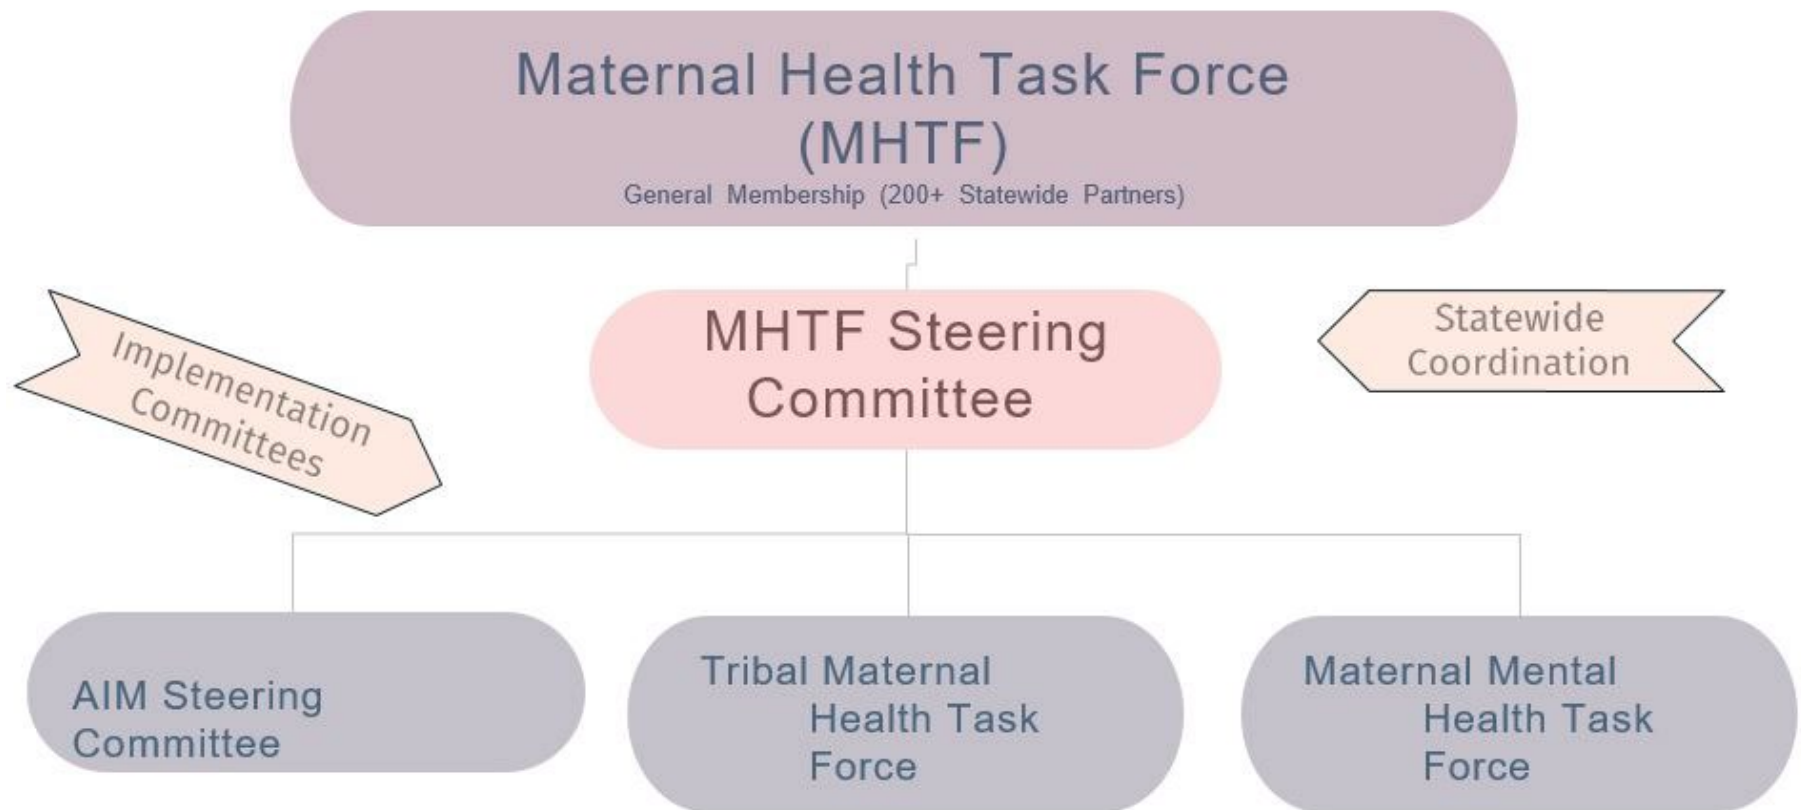 Maternal Health Task Force
(MHTF)
General Membership (200+ Statewide Partners)
MHTF Steering
Committee
Statewide
Coordination
Implementation
Committees
AIM Steering
Committee
Tribal Maternal
Health Task
Force
Maternal Mental
Health Task
Force